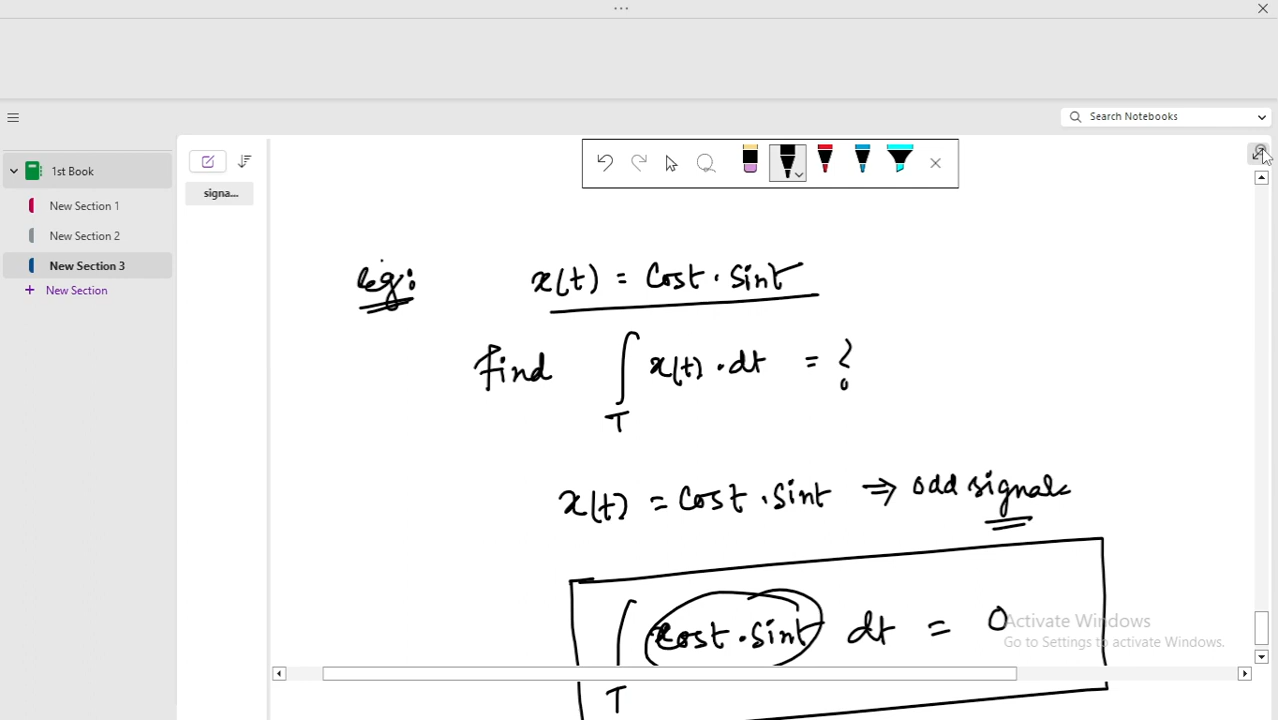 Search Notebooks
1st Book
New Section 1
New Section 2
New Section 3
New Section
signa...
eg:
x(t) = Cost · Sint
find ∫ x(t) · dt = ?
T
x(t) = Cost · Sint ⇒ odd signal
∫ Cost · Sint dt = 0
T
Activate Windows
Go to Settings to activate Windows.